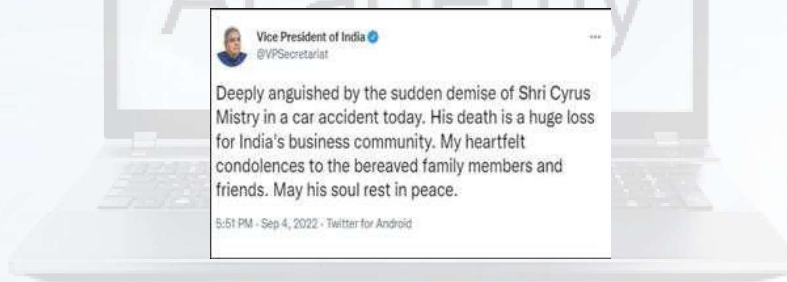 Academy
Vice President of India
@VPSecretariat
Deeply anguished by the sudden demise of Shri Cyrus
Mistry in a car accident today. His death is a huge loss
for India's business community. My heartfelt
condolences to the bereaved family members and
friends. May his soul rest in peace.
5:51 PM - Sep 4, 2022 - Twitter for Android